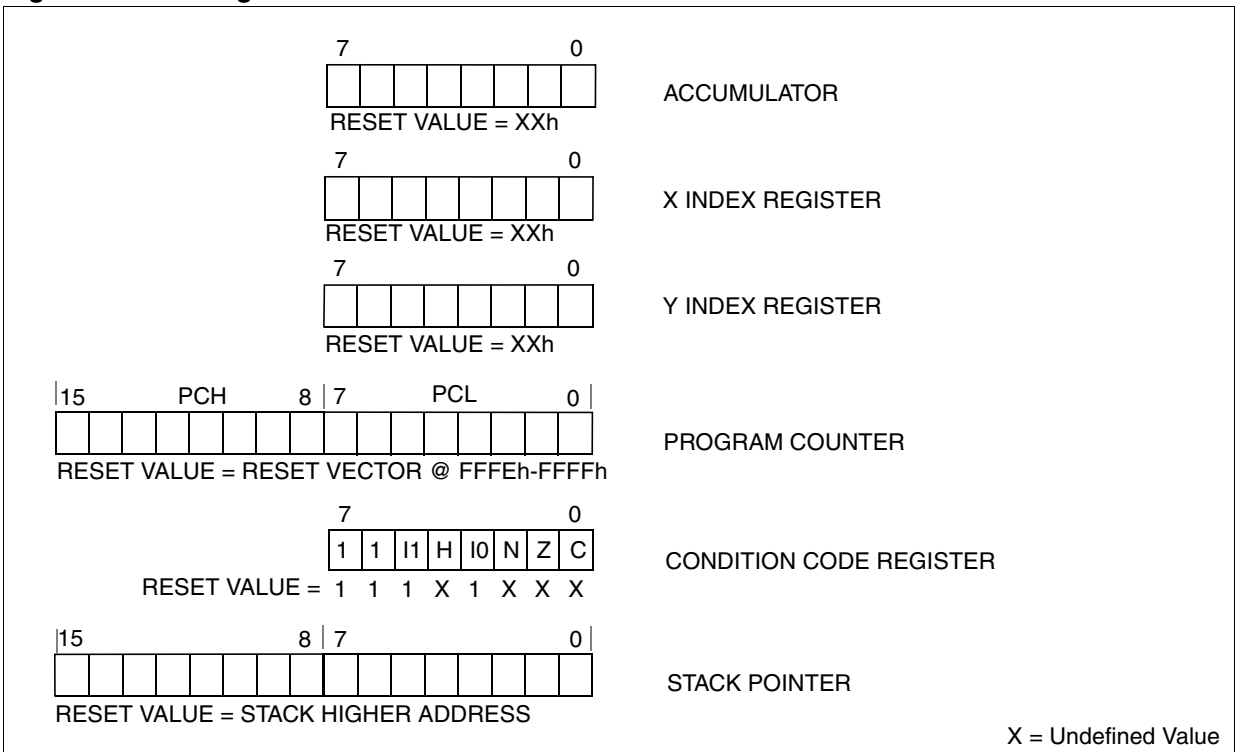 7 0
ACCUMULATOR
RESET VALUE = XXh
7 0
X INDEX REGISTER
RESET VALUE = XXh
7 0
Y INDEX REGISTER
RESET VALUE = XXh
15 PCH 8 7 PCL 0
PROGRAM COUNTER
RESET VALUE = RESET VECTOR @ FFFEh-FFFFh
7 0
1 1 I1 H I0 N Z C
CONDITION CODE REGISTER
RESET VALUE = 1 1 1 X 1 X X X
15 8 7 0
STACK POINTER
RESET VALUE = STACK HIGHER ADDRESS
X = Undefined Value